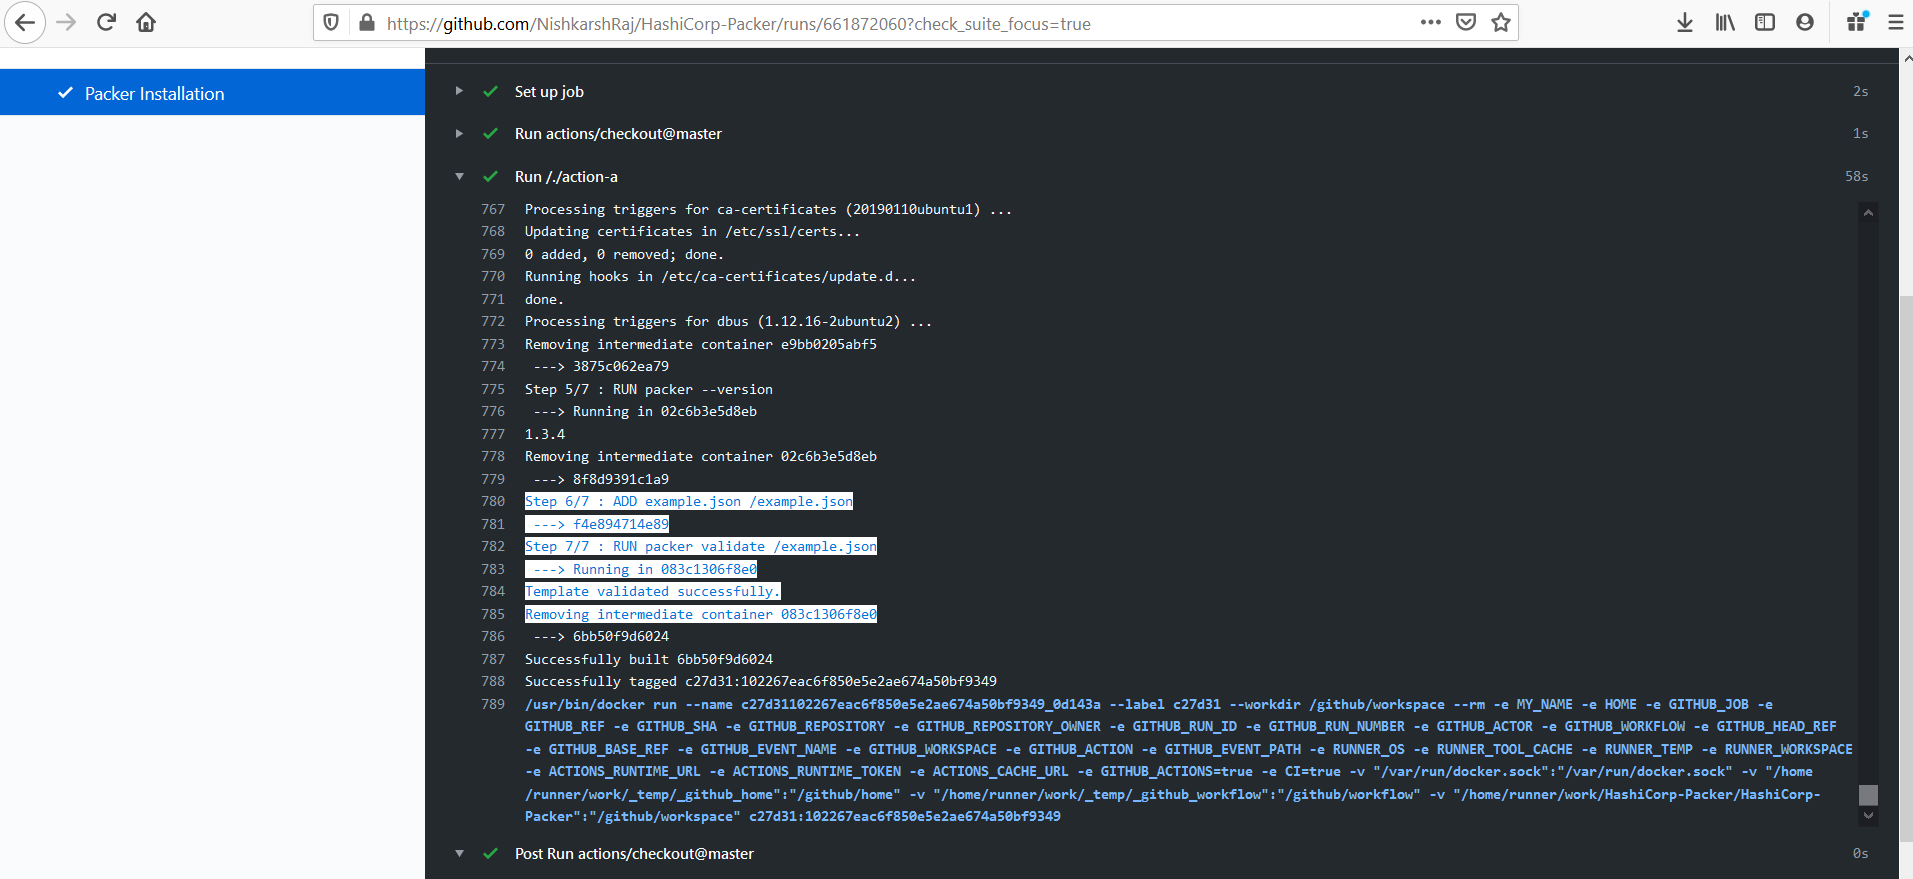 https://github.com/NishkarshRaj/HashiCorp-Packer/runs/661872060?check_suite_focus=true
Packer Installation
Set up job 2s
Run actions/checkout@master 1s
Run /./action-a 58s
767 Processing triggers for ca-certificates (20190110ubuntu1) ...
768 Updating certificates in /etc/ssl/certs...
769 0 added, 0 removed; done.
770 Running hooks in /etc/ca-certificates/update.d...
771 done.
772 Processing triggers for dbus (1.12.16-2ubuntu2) ...
773 Removing intermediate container e9bb0205abf5
774 ---> 3875c062ea79
775 Step 5/7 : RUN packer --version
776 ---> Running in 02c6b3e5d8eb
777 1.3.4
778 Removing intermediate container 02c6b3e5d8eb
779 ---> 8f8d9391c1a9
780 Step 6/7 : ADD example.json /example.json
781 ---> f4e894714e89
782 Step 7/7 : RUN packer validate /example.json
783 ---> Running in 083c1306f8e0
784 Template validated successfully.
785 Removing intermediate container 083c1306f8e0
786 ---> 6bb50f9d6024
787 Successfully built 6bb50f9d6024
788 Successfully tagged c27d31:102267eac6f850e5e2ae674a50bf9349
789 /usr/bin/docker run --name c27d31102267eac6f850e5e2ae674a50bf9349_0d143a --label c27d31 --workdir /github/workspace --rm -e MY_NAME -e HOME -e GITHUB_JOB -e
GITHUB_REF -e GITHUB_SHA -e GITHUB_REPOSITORY -e GITHUB_REPOSITORY_OWNER -e GITHUB_RUN_ID -e GITHUB_RUN_NUMBER -e GITHUB_ACTOR -e GITHUB_WORKFLOW -e GITHUB_HEAD_REF
-e GITHUB_BASE_REF -e GITHUB_EVENT_NAME -e GITHUB_WORKSPACE -e GITHUB_ACTION -e GITHUB_EVENT_PATH -e RUNNER_OS -e RUNNER_TOOL_CACHE -e RUNNER_TEMP -e RUNNER_WORKSPACE
-e ACTIONS_RUNTIME_URL -e ACTIONS_RUNTIME_TOKEN -e ACTIONS_CACHE_URL -e GITHUB_ACTIONS=true -e CI=true -v "/var/run/docker.sock":"/var/run/docker.sock" -v "/home
/runner/work/_temp/_github_home":"/github/home" -v "/home/runner/work/_temp/_github_workflow":"/github/workflow" -v "/home/runner/work/HashiCorp-Packer/HashiCorp-
Packer":"/github/workspace" c27d31:102267eac6f850e5e2ae674a50bf9349
Post Run actions/checkout@master 0s